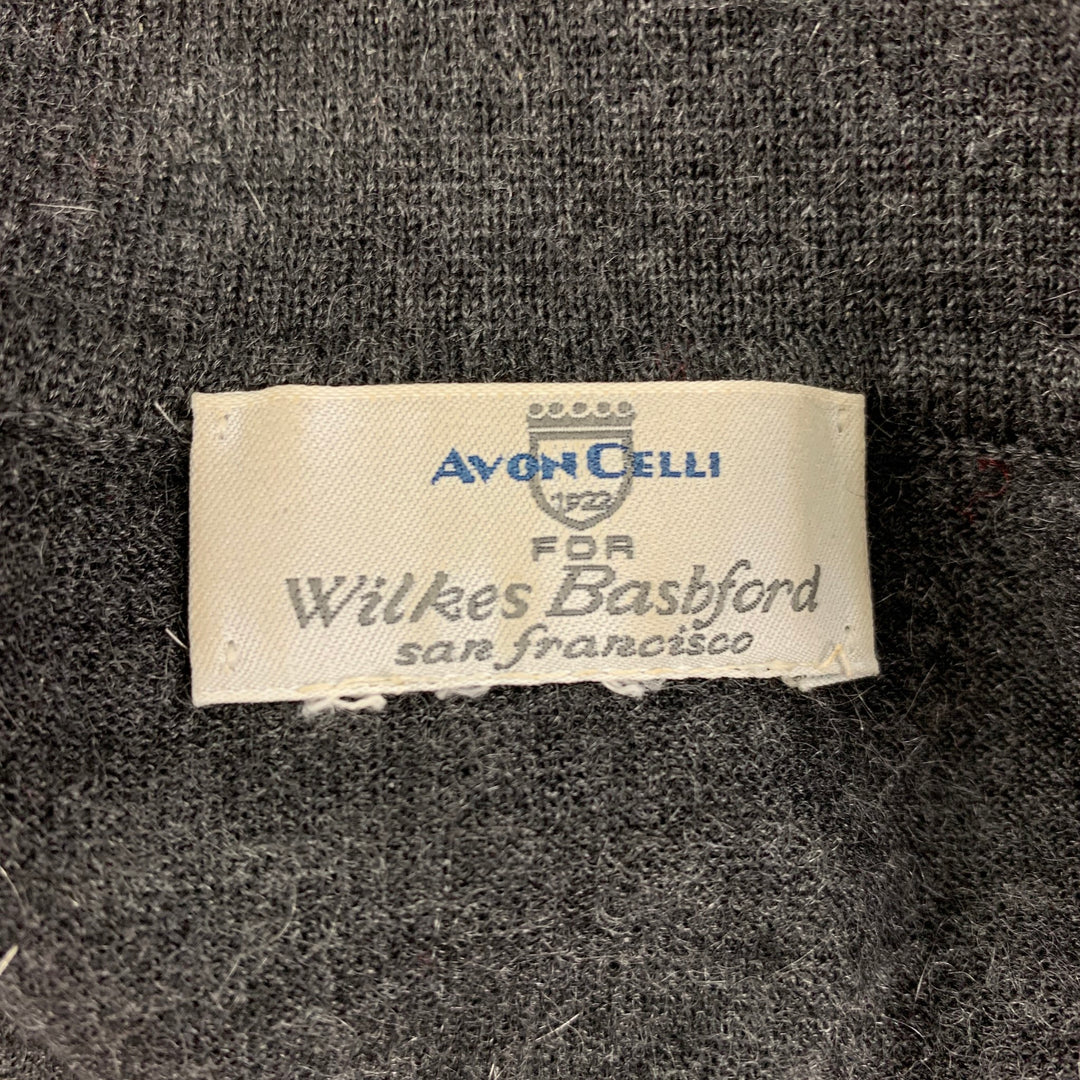 AVON CELLI
1922
FOR
Wilkes Bashford
san francisco